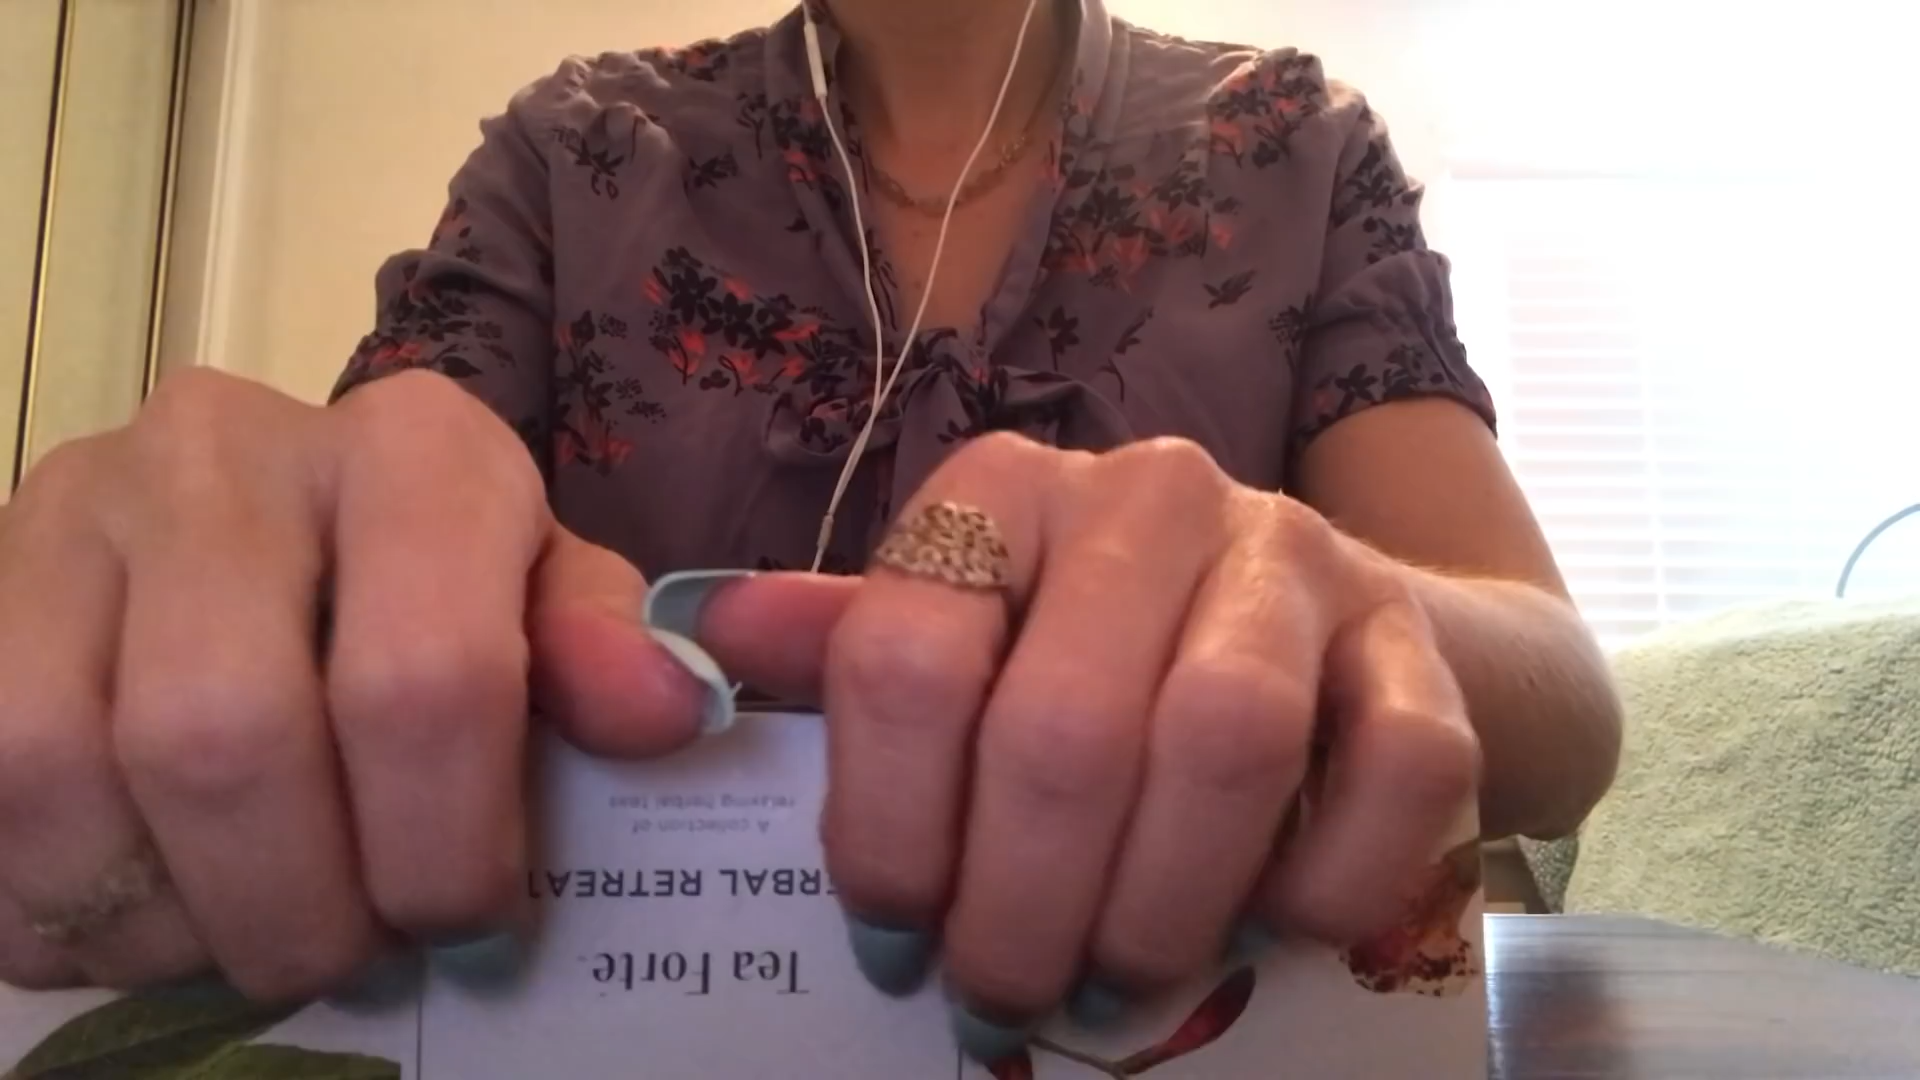 Tea Forté
RBAL RETREAT
A collection of
relaxing herbal teas